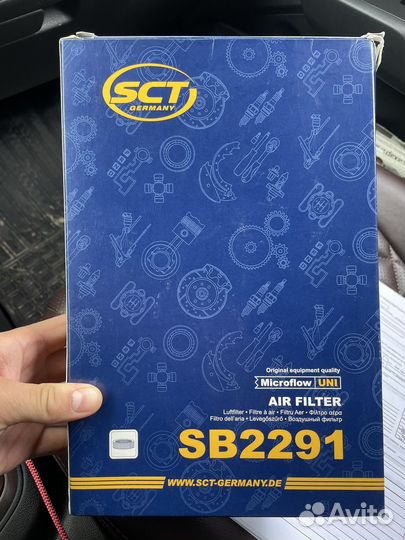 SCT
GERMANY
Original equipment quality
Microflow UNI
AIR FILTER
Luftfilter • Filtre à air • Filtru Aer • Φίλτρο αέρα
Filtro dell'aria • Levegőszűrő • Воздушный фильтр
SB2291
WWW.SCT-GERMANY.DE
Avito